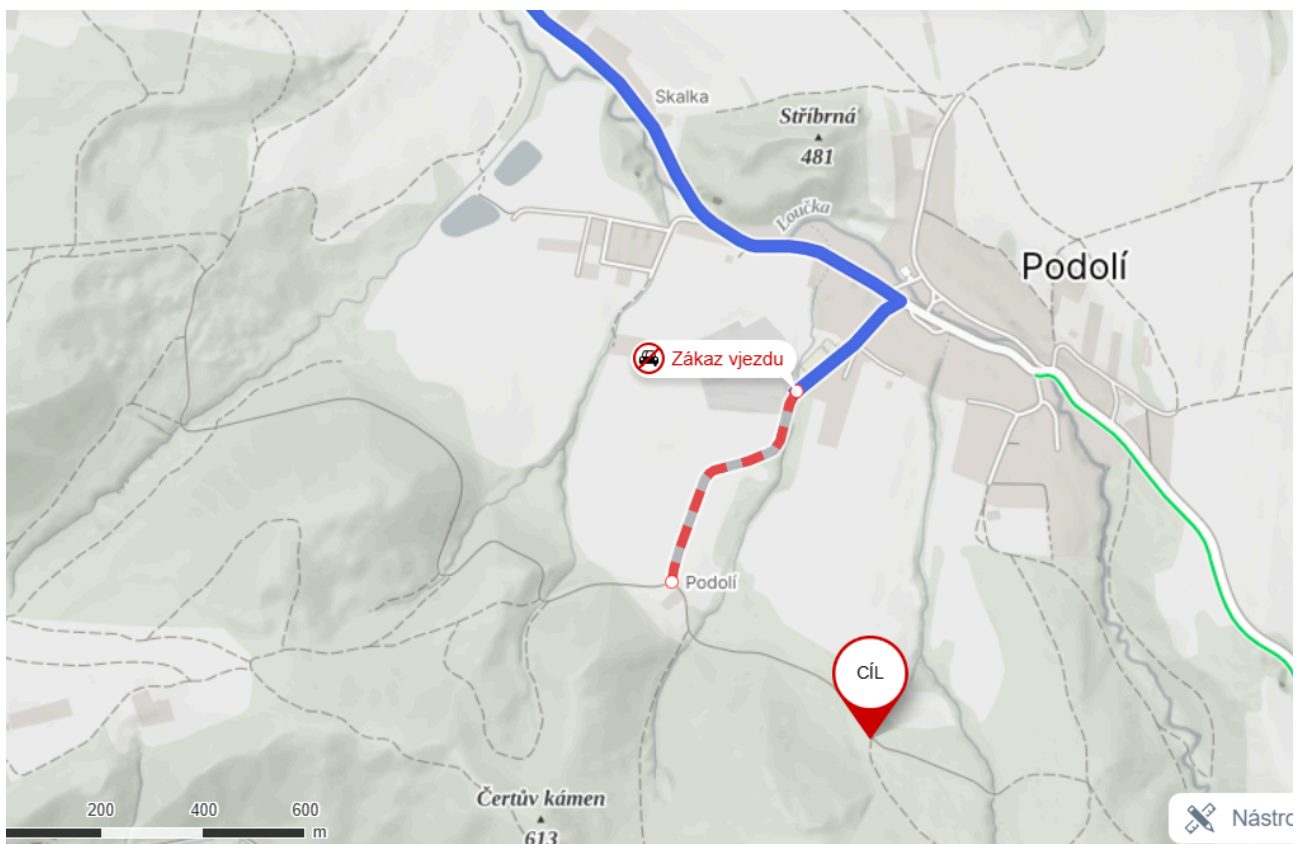 Skalka
Stříbrná
481
Loučka
Podolí
Zákaz vjezdu
Podolí
CÍL
Čertův kámen
613
200 400 600
m
Nástro